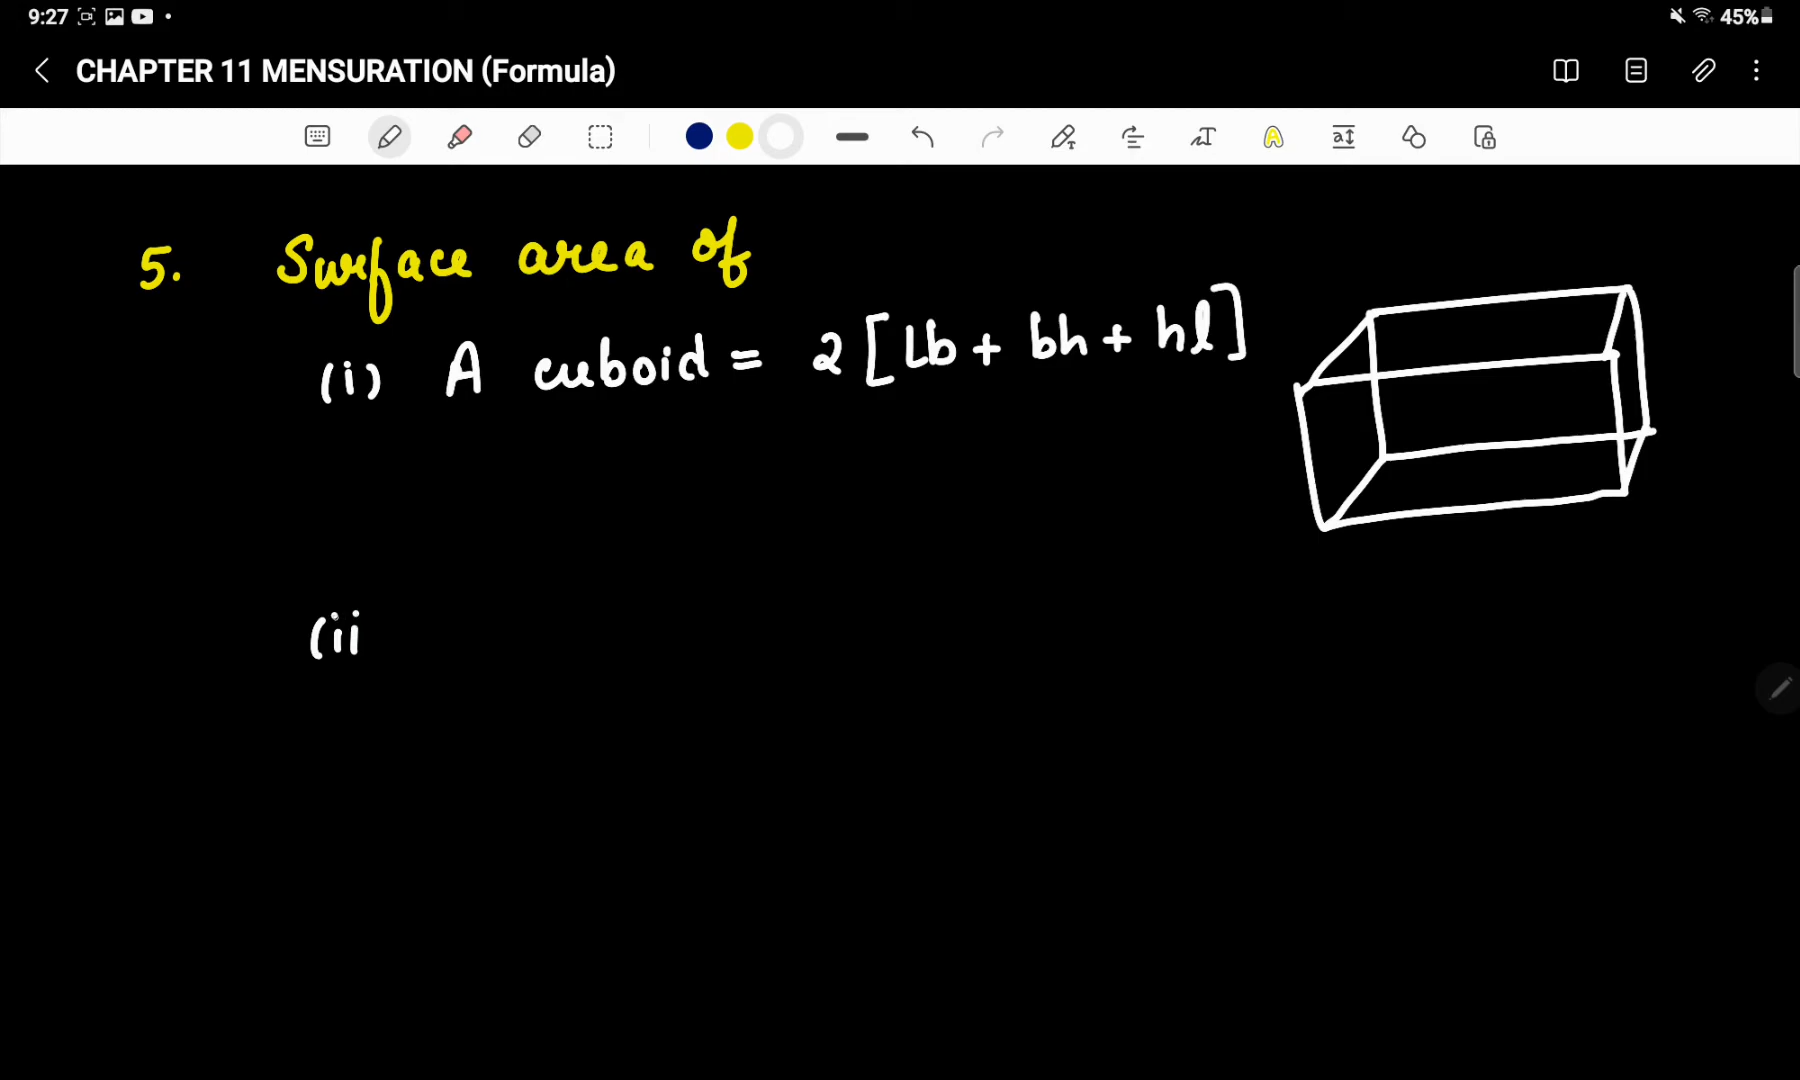 9:27 45%
CHAPTER 11 MENSURATION (Formula)
5. Surface area of
(i) A cuboid = 2 [lb + bh + hl]
(ii